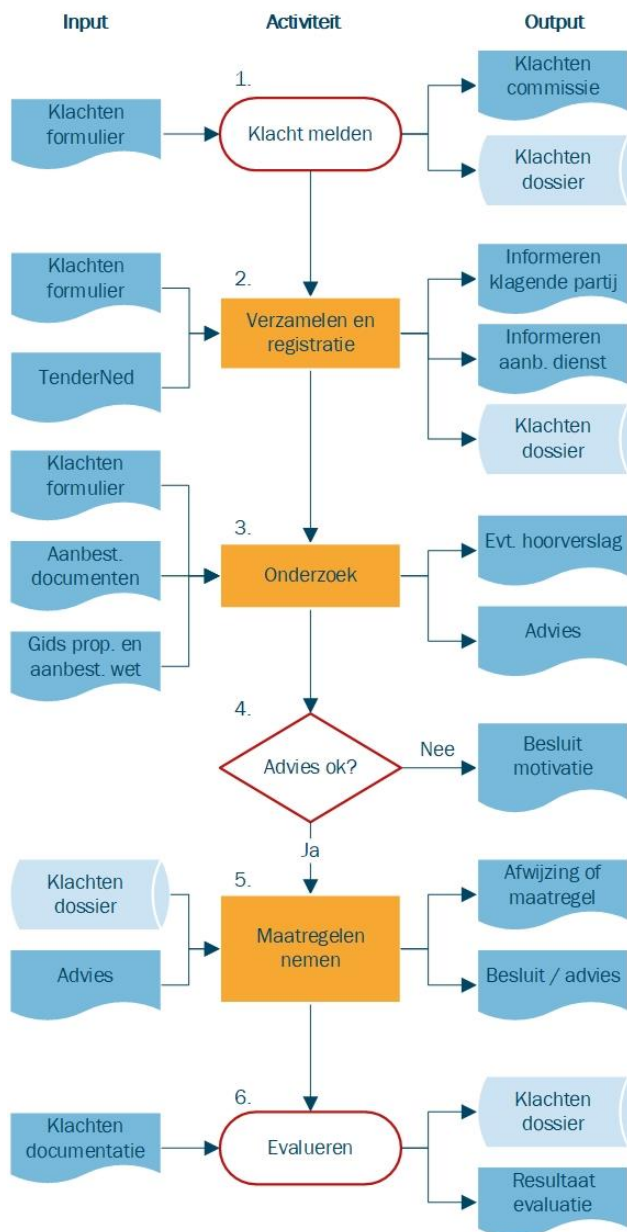 Input
Activiteit
Output
1.
Klachten
formulier
Klacht melden
Klachten
commissie
Klachten
dossier
2.
Klachten
formulier
TenderNed
Verzamelen en
registratie
Informeren
klagende partij
Informeren
aanb. dienst
Klachten
dossier
3.
Klachten
formulier
Aanbest.
documenten
Gids prop. en
aanbest. wet
Onderzoek
Evt. hoorverslag
Advies
4.
Advies ok?
Nee
Besluit
motivatie
Ja
5.
Klachten
dossier
Advies
Maatregelen
nemen
Afwijzing of
maatregel
Besluit / advies
6.
Klachten
documentatie
Evalueren
Klachten
dossier
Resultaat
evaluatie